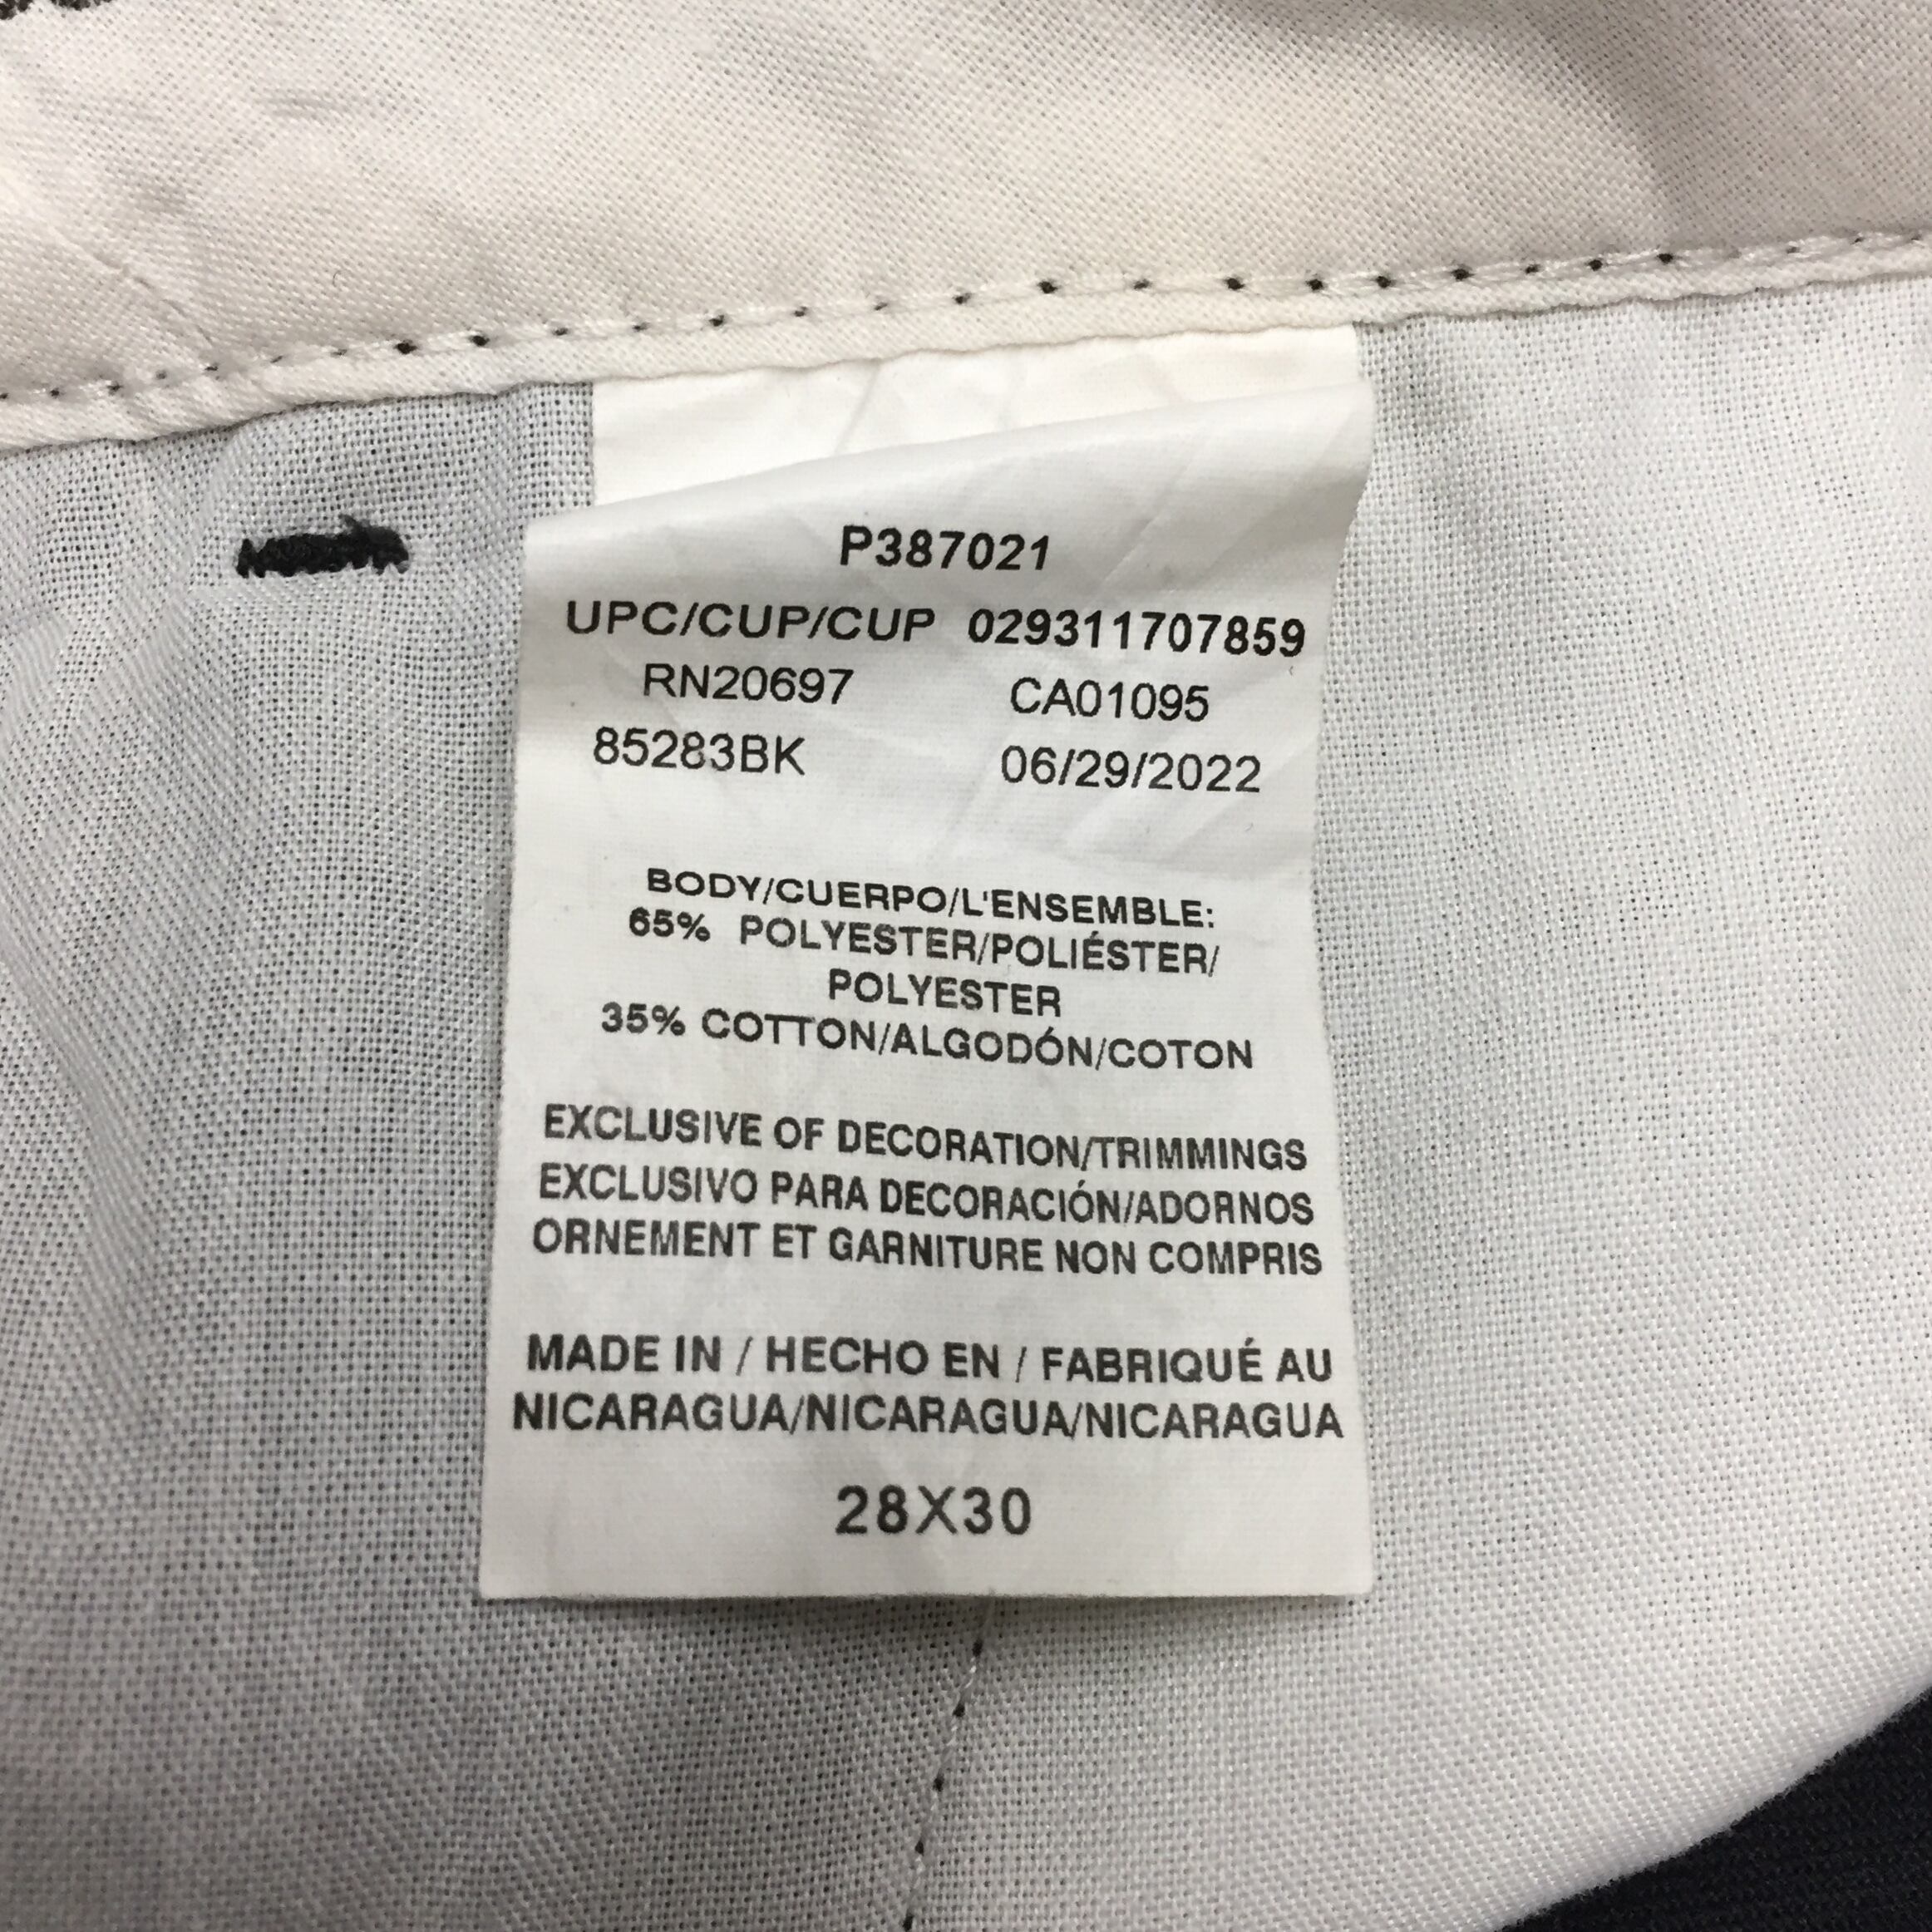 P387021
UPC/CUP/CUP 029311707859
RN20697 CA01095
85283BK 06/29/2022
BODY/CUERPO/L'ENSEMBLE:
65% POLYESTER/POLIÉSTER/
POLYESTER
35% COTTON/ALGODÓN/COTON
EXCLUSIVE OF DECORATION/TRIMMINGS
EXCLUSIVO PARA DECORACIÓN/ADORNOS
ORNEMENT ET GARNITURE NON COMPRIS
MADE IN / HECHO EN / FABRIQUÉ AU
NICARAGUA/NICARAGUA/NICARAGUA
28X30